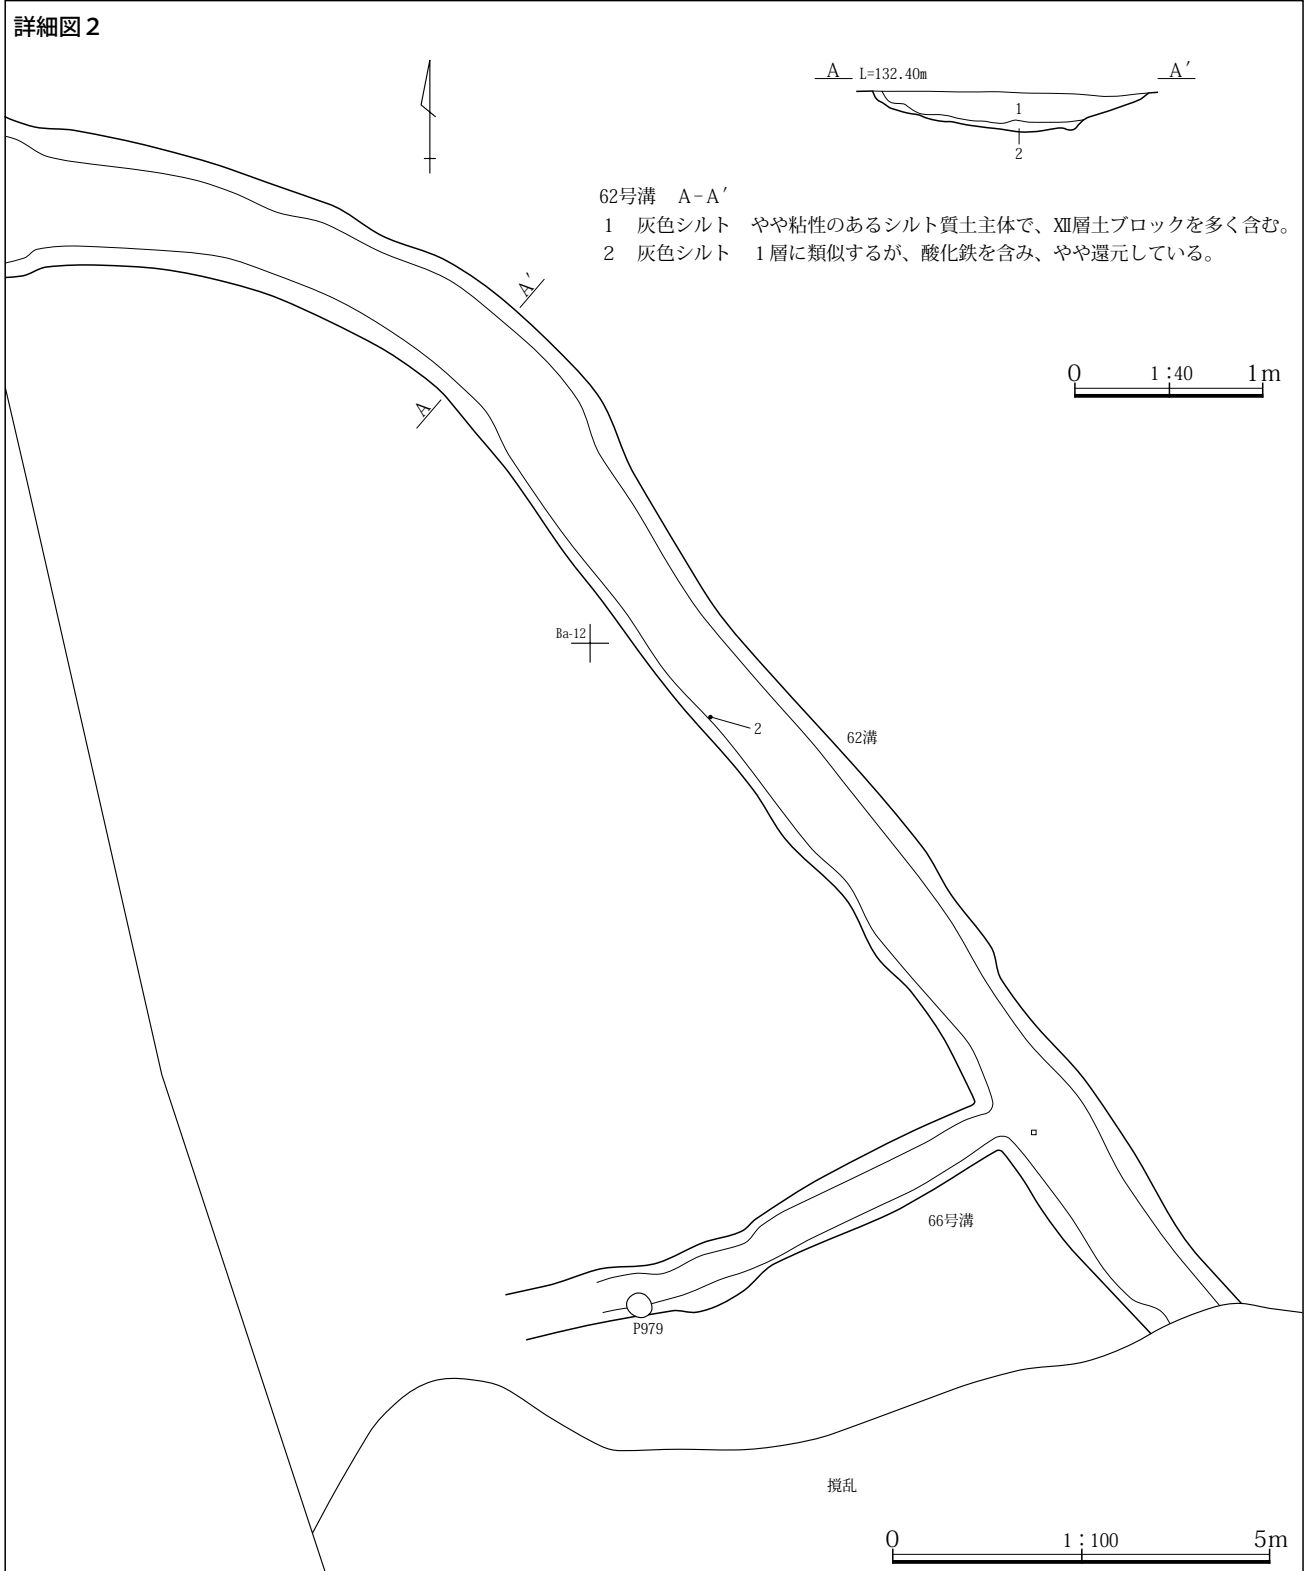 詳細図２
A L=132.40m A′
1
2
62号溝　A-A′
1　灰色シルト　やや粘性のあるシルト質土主体で、Ⅻ層土ブロックを多く含む。
2　灰色シルト　1層に類似するが、酸化鉄を含み、やや還元している。
A′
0 1:40 1m
A
Ba-12
2
62溝
66号溝
P979
撹乱
0 1:100 5m